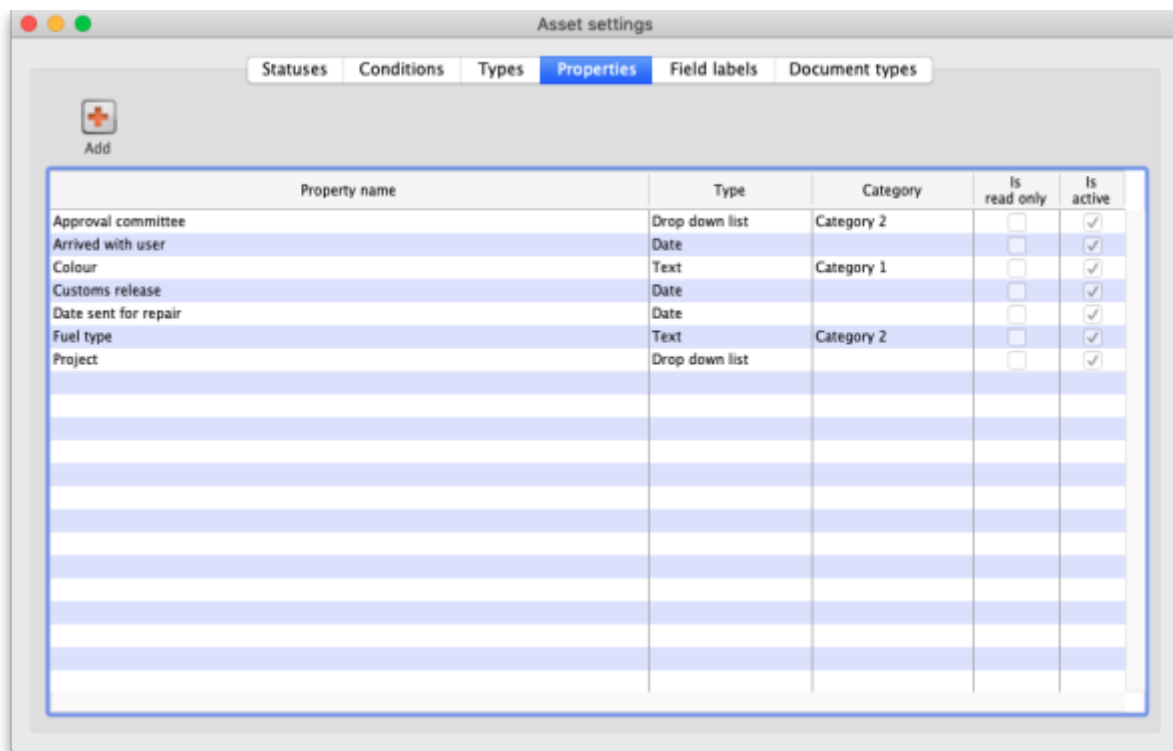 Asset settings
Statuses Conditions Types Properties Field labels Document types
Add
Property name Type Category Is read only Is active
Approval committee Drop down list Category 2
Arrived with user Date
Colour Text Category 1
Customs release Date
Date sent for repair Date
Fuel type Text Category 2
Project Drop down list